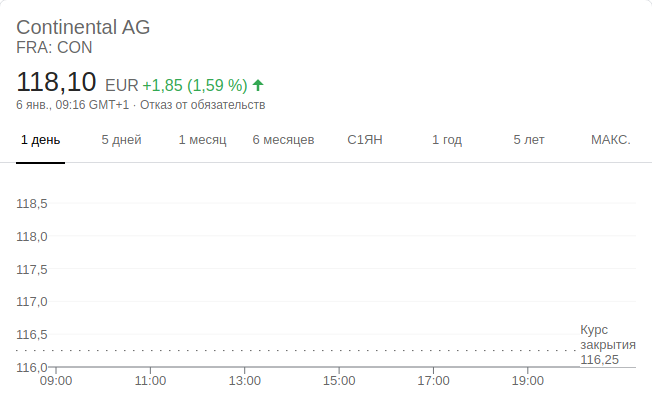 Continental AG
FRA: CON
118,10 EUR +1,85 (1,59 %)
6 янв., 09:16 GMT+1 · Отказ от обязательств
1 день 5 дней 1 месяц 6 месяцев С1ЯН 1 год 5 лет МАКС.
118,5
118,0
117,5
117,0
116,5
Курс
закрытия
116,25
116,0
09:00 11:00 13:00 15:00 17:00 19:00